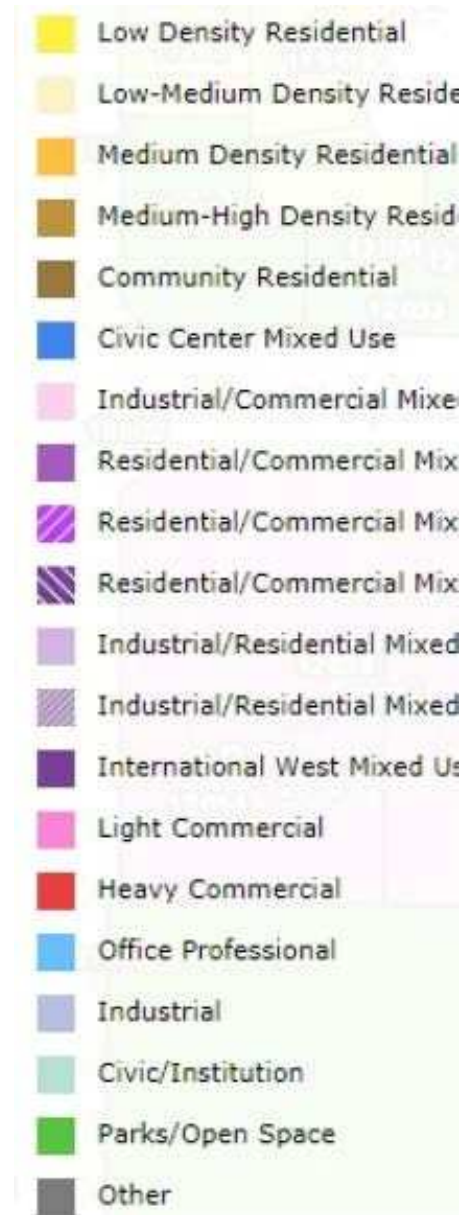 Low Density Residential
Low-Medium Density Reside
Medium Density Residential
Medium-High Density Resid
Community Residential
Civic Center Mixed Use
Industrial/Commercial Mixe
Residential/Commercial Mix
Residential/Commercial Mix
Residential/Commercial Mix
Industrial/Residential Mixed
Industrial/Residential Mixed
International West Mixed Us
Light Commercial
Heavy Commercial
Office Professional
Industrial
Civic/Institution
Parks/Open Space
Other